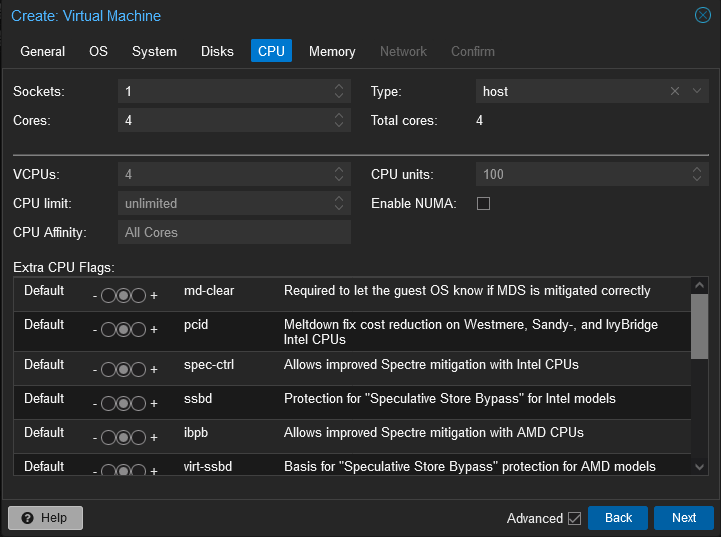 Create: Virtual Machine
General OS System Disks CPU Memory Network Confirm
Sockets: 1 Type: host
Cores: 4 Total cores: 4
VCPUs: 4 CPU units: 100
CPU limit: unlimited Enable NUMA:
CPU Affinity: All Cores
Extra CPU Flags:
Default - + md-clear Required to let the guest OS know if MDS is mitigated correctly
Default - + pcid Meltdown fix cost reduction on Westmere, Sandy-, and IvyBridge
Intel CPUs
Default - + spec-ctrl Allows improved Spectre mitigation with Intel CPUs
Default - + ssbd Protection for "Speculative Store Bypass" for Intel models
Default - + ibpb Allows improved Spectre mitigation with AMD CPUs
Default - + virt-ssbd Basis for "Speculative Store Bypass" protection for AMD models
? Help Advanced Back Next